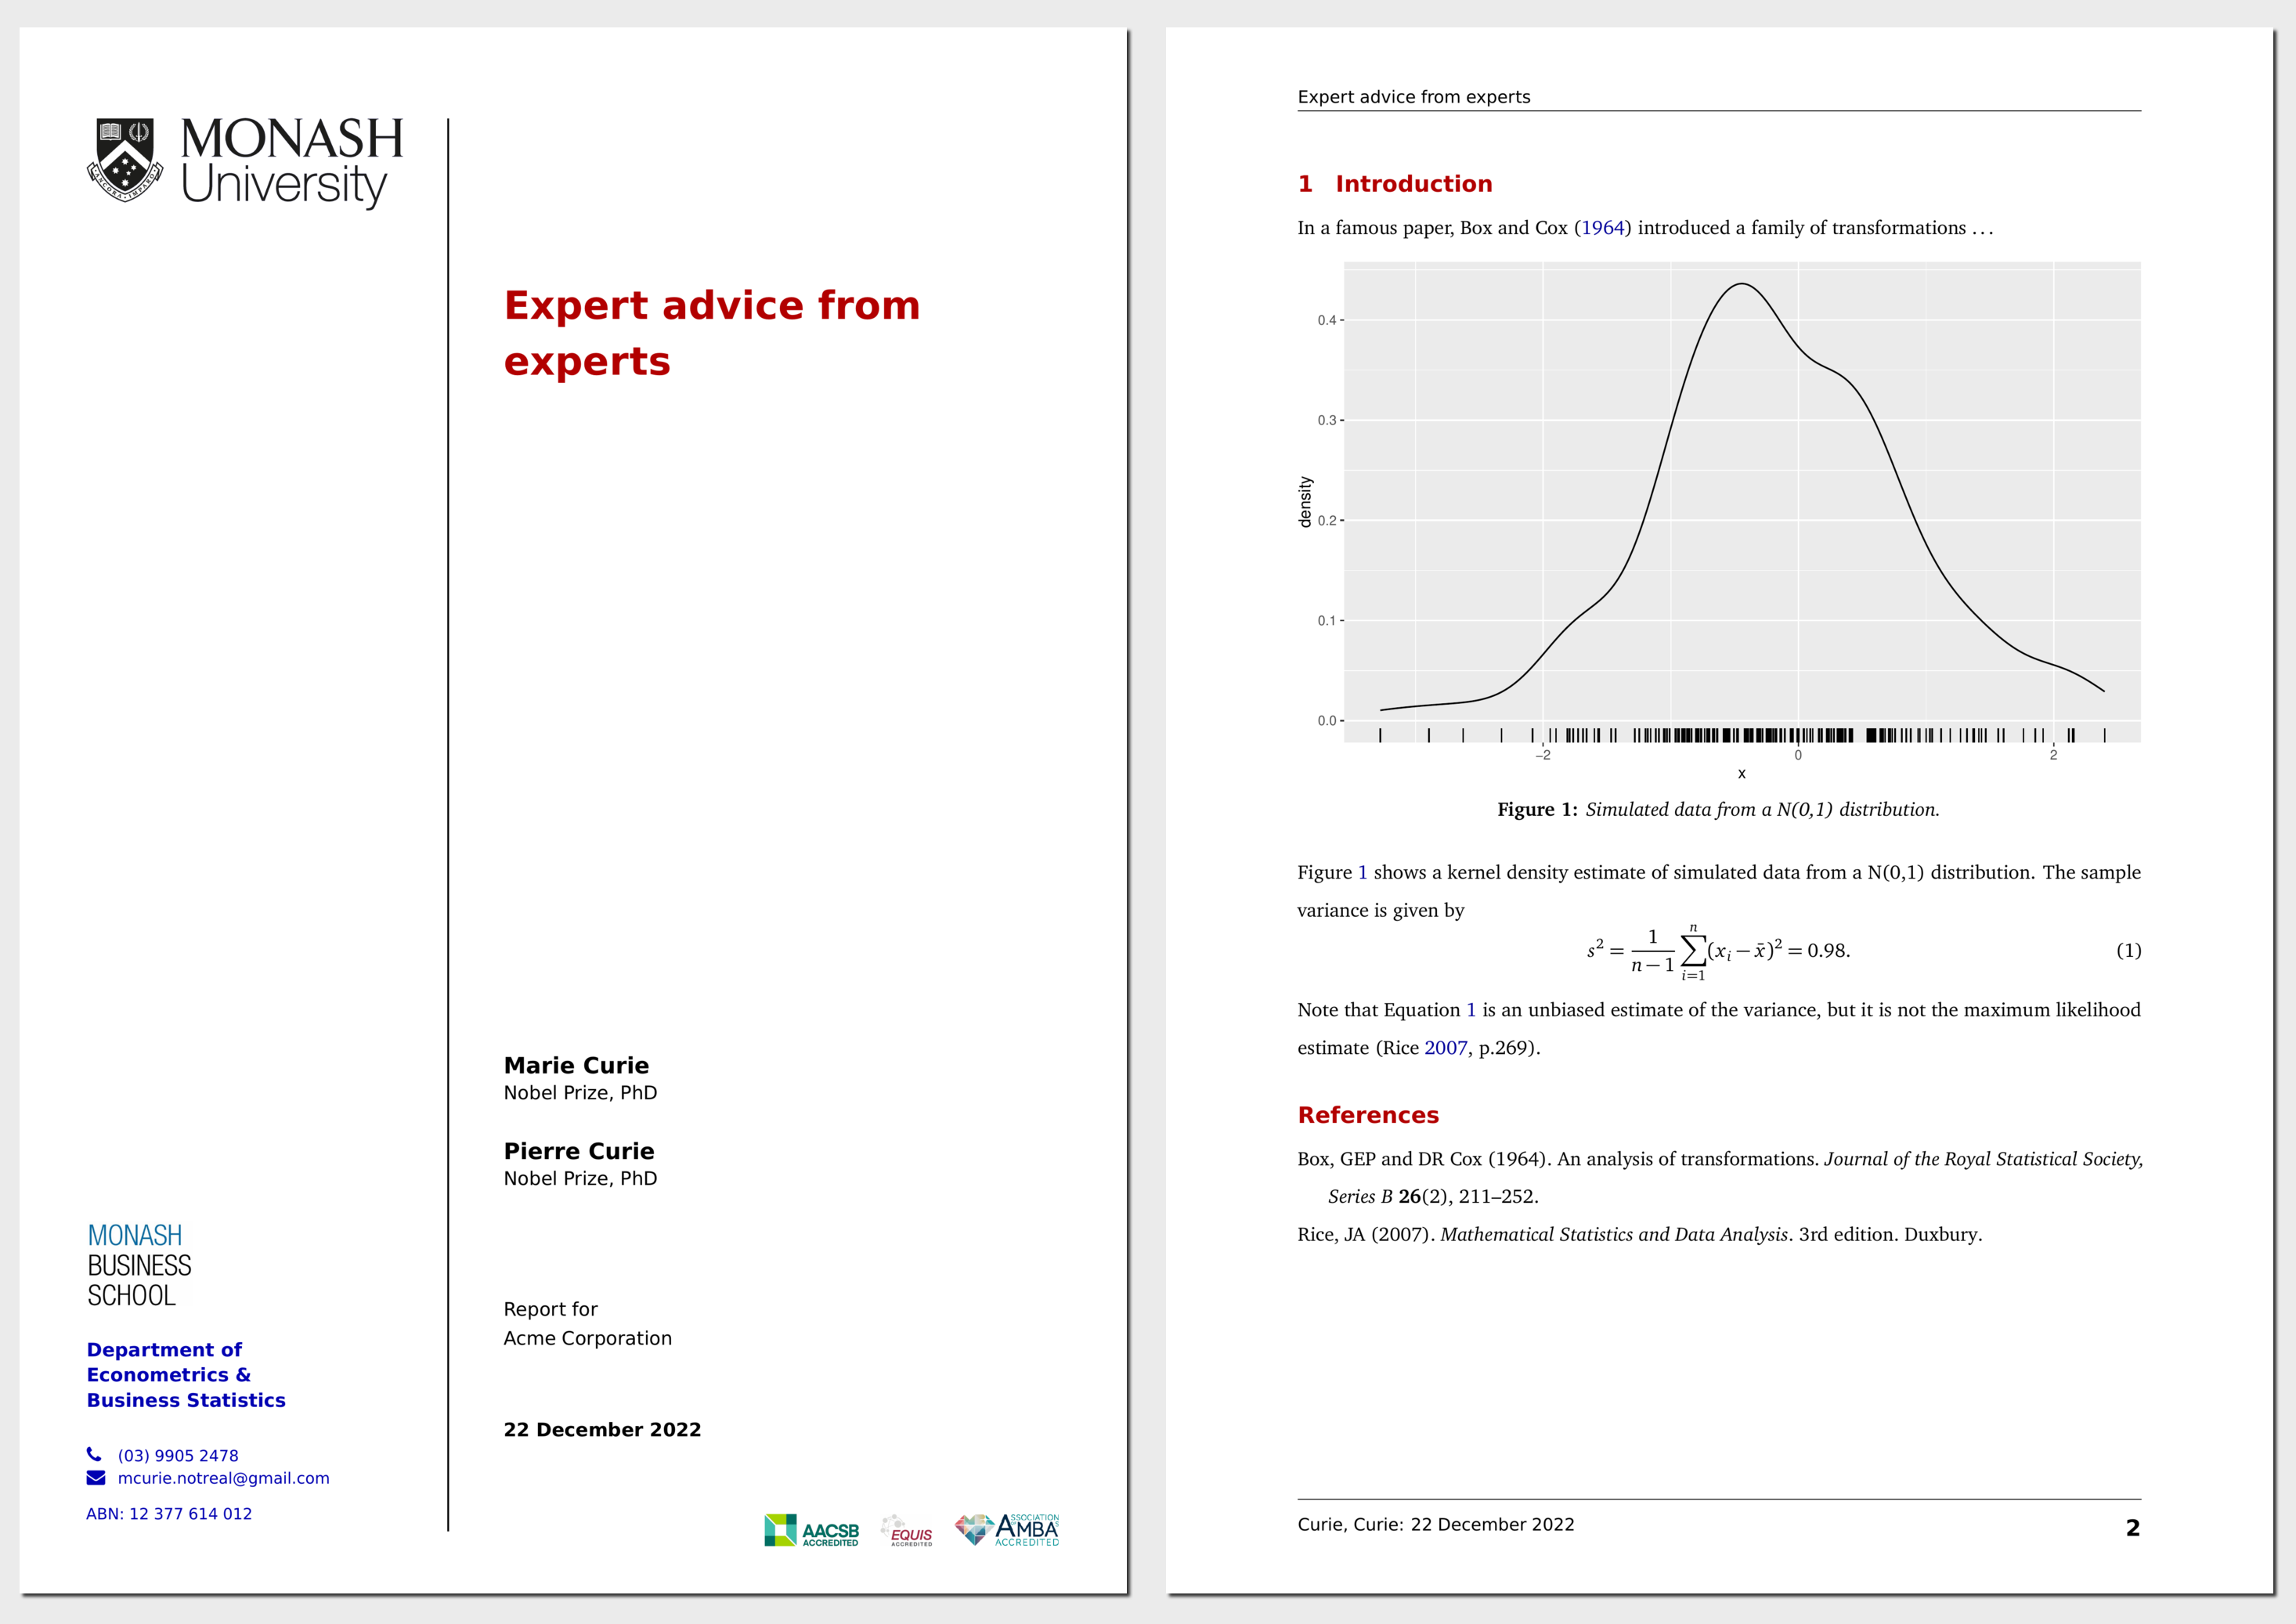 MONASH
University
Expert advice from
experts
Marie Curie
Nobel Prize, PhD
Pierre Curie
Nobel Prize, PhD
MONASH
BUSINESS
SCHOOL
Report for
Acme Corporation
Department of
Econometrics &
Business Statistics
22 December 2022
(03) 9905 2478
mcurie.notreal@gmail.com
ABN: 12 377 614 012
AACSB
ACCREDITED
EQUIS
ACCREDITED
ASSOCIATION
AMBA
ACCREDITED
Expert advice from experts
1 Introduction
In a famous paper, Box and Cox (1964) introduced a family of transformations …
0.4
0.3
0.2
0.1
0.0
density
−2 0 2
x
Figure 1: Simulated data from a N(0,1) distribution.
Figure 1 shows a kernel density estimate of simulated data from a N(0,1) distribution. The sample
variance is given by
s² = \frac{1}{n−1} \sum_{i=1}^{n} (x_i − x̄)² = 0.98. (1)
Note that Equation 1 is an unbiased estimate of the variance, but it is not the maximum likelihood
estimate (Rice 2007, p.269).
References
Box, GEP and DR Cox (1964). An analysis of transformations. Journal of the Royal Statistical Society,
Series B 26(2), 211–252.
Rice, JA (2007). Mathematical Statistics and Data Analysis. 3rd edition. Duxbury.
Curie, Curie: 22 December 2022
2